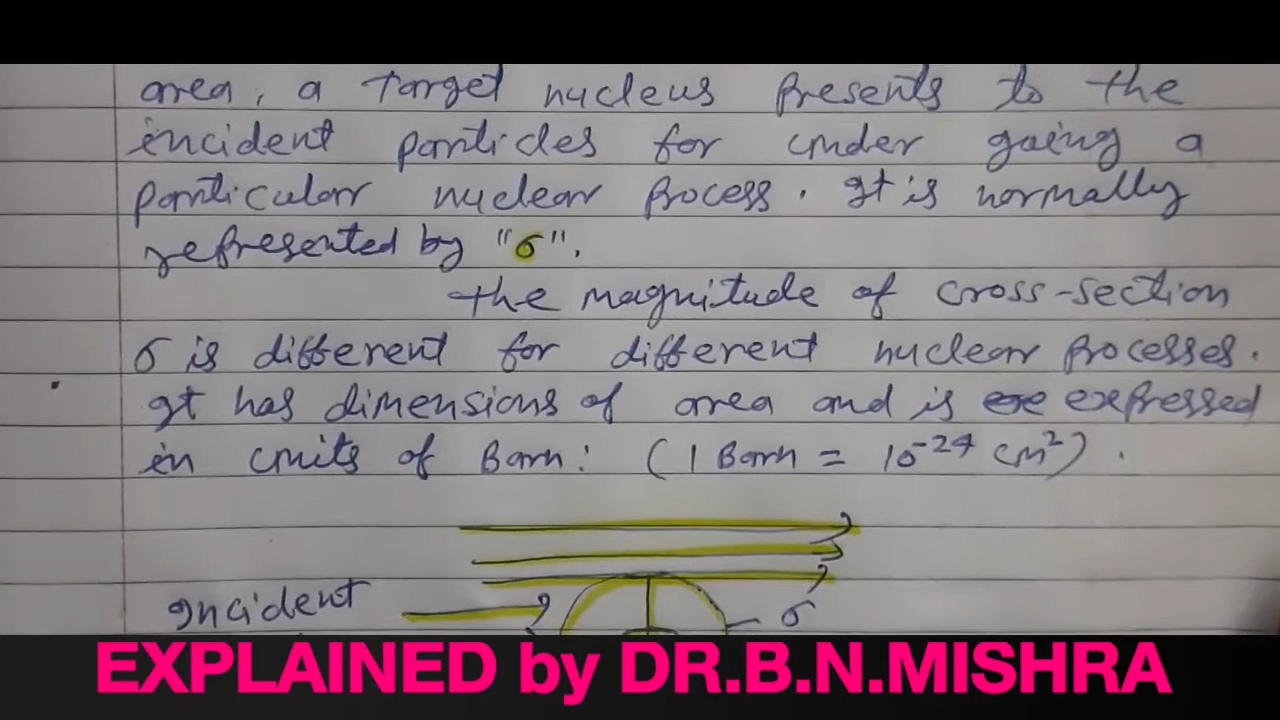 area, a target nucleus presents to the
incident particles for under going a
particular nuclear process. It is normally
represented by "σ".
the magnitude of cross-section
σ is different for different nuclear processes.
It has dimensions of area and is expressed
in units of Barn: (1 Barn = 10⁻²⁴ cm²).
Incident
σ
EXPLAINED by DR.B.N.MISHRA